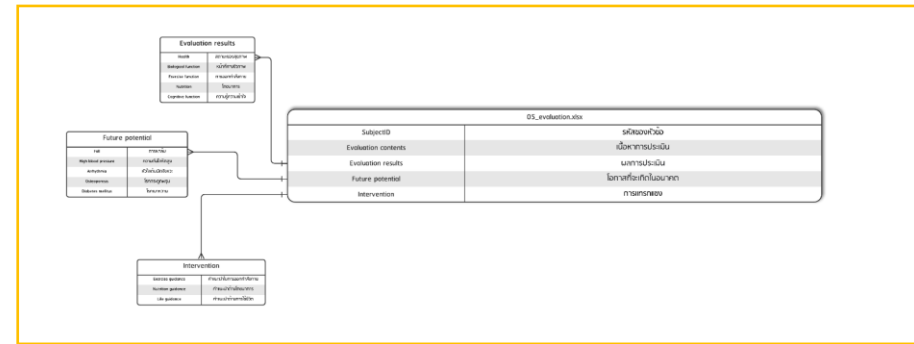 Evaluation results
Health สถานะของสุขภาพ
Biological function หน้าที่ทางชีวภาพ
Exercise function การออกกำลังกาย
Nutrition โภชนาการ
Cognitive function ความรู้ความเข้าใจ
05_evaluation.xlsx
SubjectID รหัสของหัวข้อ
Evaluation contents เนื้อหาการประเมิน
Evaluation results ผลการประเมิน
Future potential โอกาสที่จะเกิดในอนาคต
Intervention การแทรกแซง
Future potential
Fall การหกล้ม
High blood pressure ความดันโลหิตสูง
Arrhythmia หัวใจเต้นผิดจังหวะ
Osteoporosis โรคกระดูกพรุน
Diabetes mellitus โรคเบาหวาน
Intervention
Exercise guidance คำแนะนำในการออกกำลังกาย
Nutrition guidance คำแนะนำด้านโภชนาการ
Life guidance คำแนะนำด้านการใช้ชีวิต